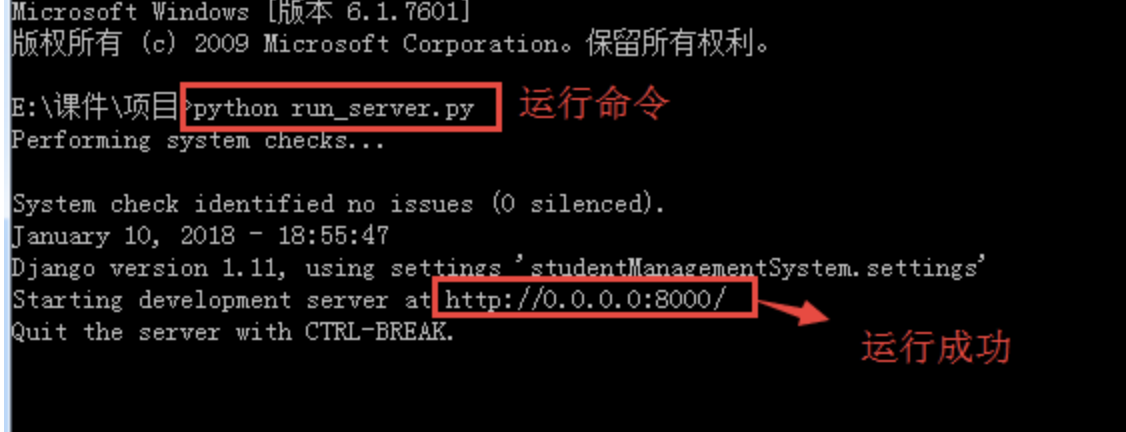 Microsoft Windows [版本 6.1.7601]
版权所有 (c) 2009 Microsoft Corporation。保留所有权利。
E:\课件\项目>python run_server.py 运行命令
Performing system checks...
System check identified no issues (0 silenced).
January 10, 2018 - 18:55:47
Django version 1.11, using settings 'studentManagementSystem.settings'
Starting development server at http://0.0.0.0:8000/
Quit the server with CTRL-BREAK.
运行成功